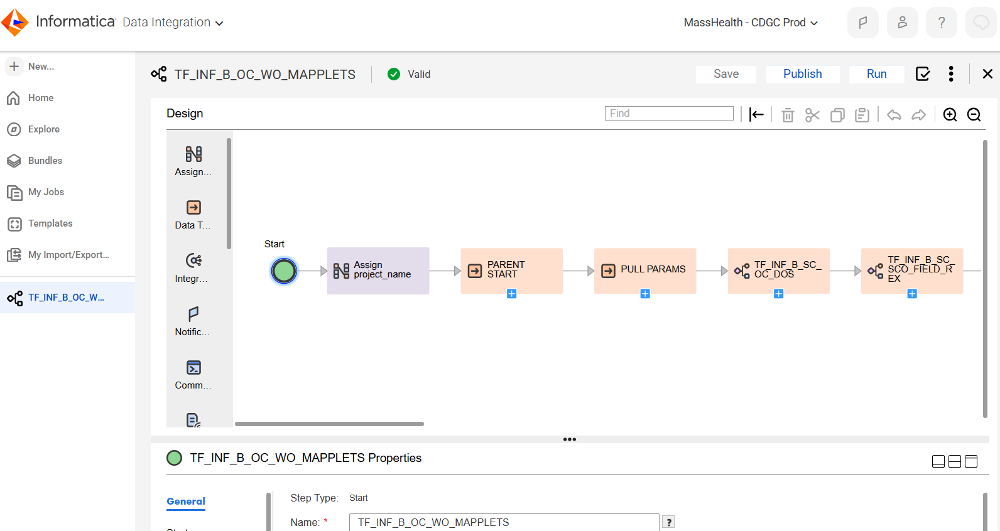 Informatica Data Integration
MassHealth - CDGC Prod
?
New...
Home
Explore
Bundles
My Jobs
Templates
My Import/Export...
TF_INF_B_OC_W...
TF_INF_B_OC_WO_MAPPLETS
Valid
Save
Publish
Run
Design
Find
Assign...
Data T...
Integr...
Notific...
Comm...
Start
Assign
project_name
PARENT
START
PULL PARAMS
TF_INF_B_SC_
OC_DOS
TF_INF_B_SC_
SCO_FIELD_R
EX
TF_INF_B_OC_WO_MAPPLETS Properties
General
Step Type: Start
Name: * TF_INF_B_OC_WO_MAPPLETS ?